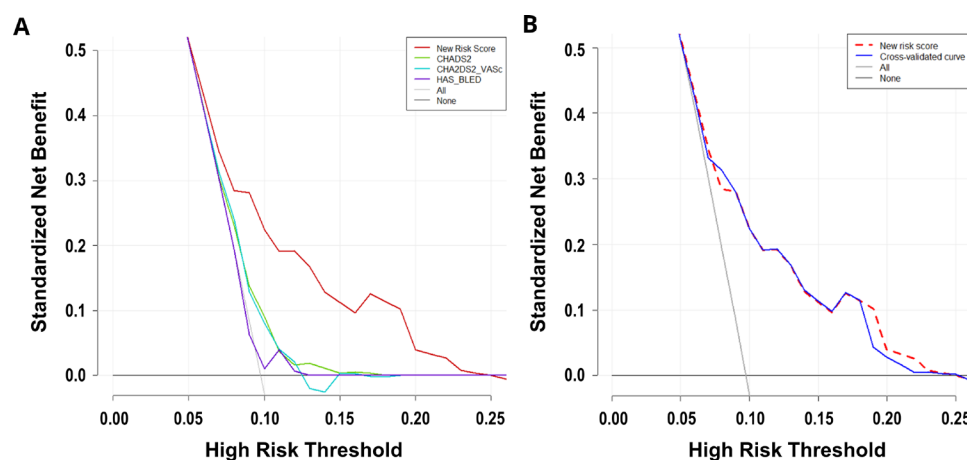 A
0.5
0.4
0.3
0.2
0.1
0.0
Standardized Net Benefit
New Risk Score
CHADS2
CHA2DS2_VASc
HAS_BLED
All
None
0.00 0.05 0.10 0.15 0.20 0.25
High Risk Threshold
B
0.5
0.4
0.3
0.2
0.1
0.0
Standardized Net Benefit
New risk score
Cross-validated curve
All
None
0.00 0.05 0.10 0.15 0.20 0.25
High Risk Threshold